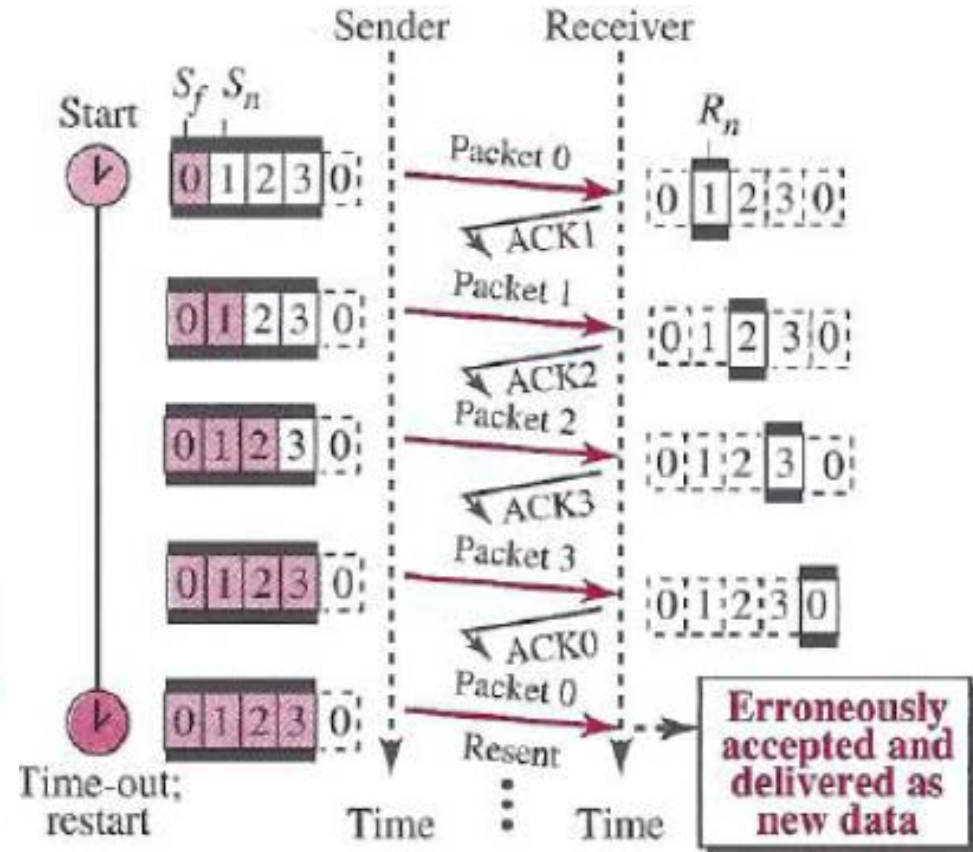 Sender Receiver
Start
S_f S_n
R_n
0 1 2 3 0
Packet 0
0 1 2 3 0
ACK1
0 1 2 3 0
Packet 1
0 1 2 3 0
ACK2
0 1 2 3 0
Packet 2
0 1 2 3 0
ACK3
0 1 2 3 0
Packet 3
0 1 2 3 0
ACK0
0 1 2 3 0
Packet 0
Resent
Time-out;
restart
Time
Time
Erroneously
accepted and
delivered as
new data